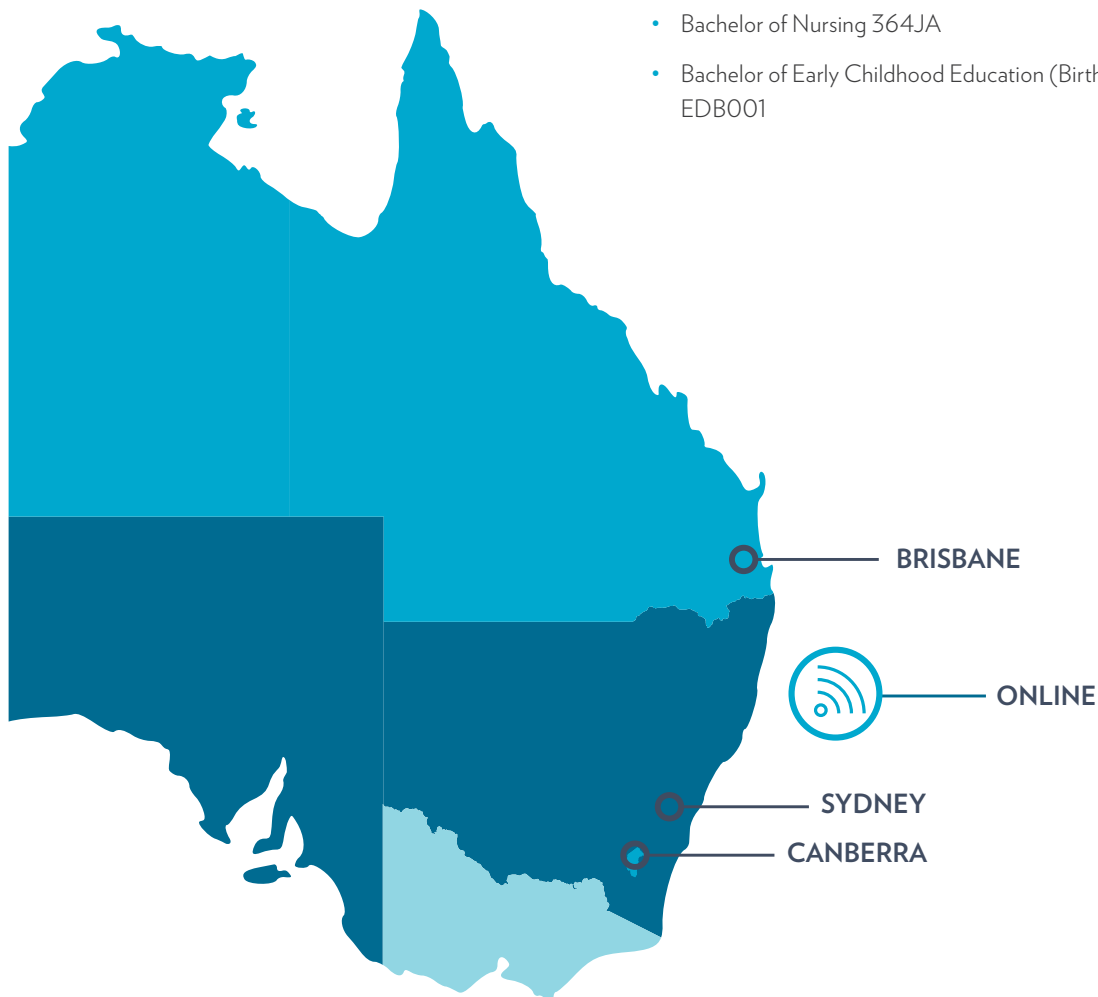 • Bachelor of Nursing 364JA
• Bachelor of Early Childhood Education (Birth
EDB001
BRISBANE
ONLINE
SYDNEY
CANBERRA